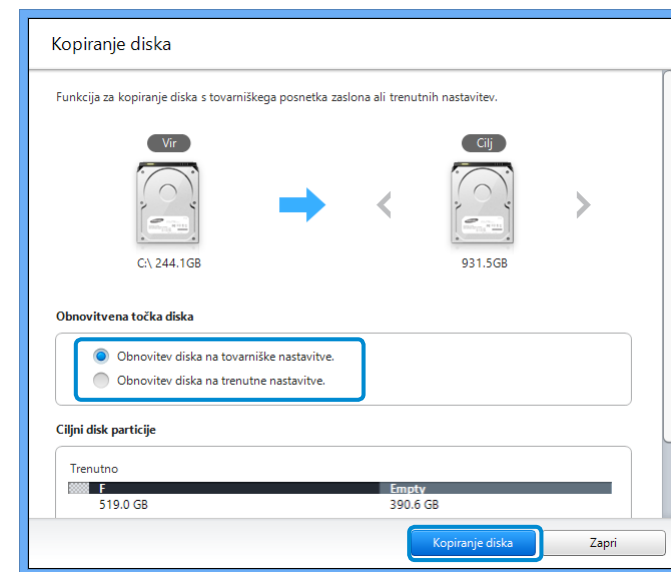 Kopiranje diska
Funkcija za kopiranje diska s tovarniškega posnetka zaslona ali trenutnih nastavitev.
Vir
Cilj
C:\ 244.1GB
931.5GB
Obnovitvena točka diska
Obnovitev diska na tovarniške nastavitve.
Obnovitev diska na trenutne nastavitve.
Ciljni disk particije
Trenutno
F
Empty
519.0 GB
390.6 GB
Kopiranje diska
Zapri